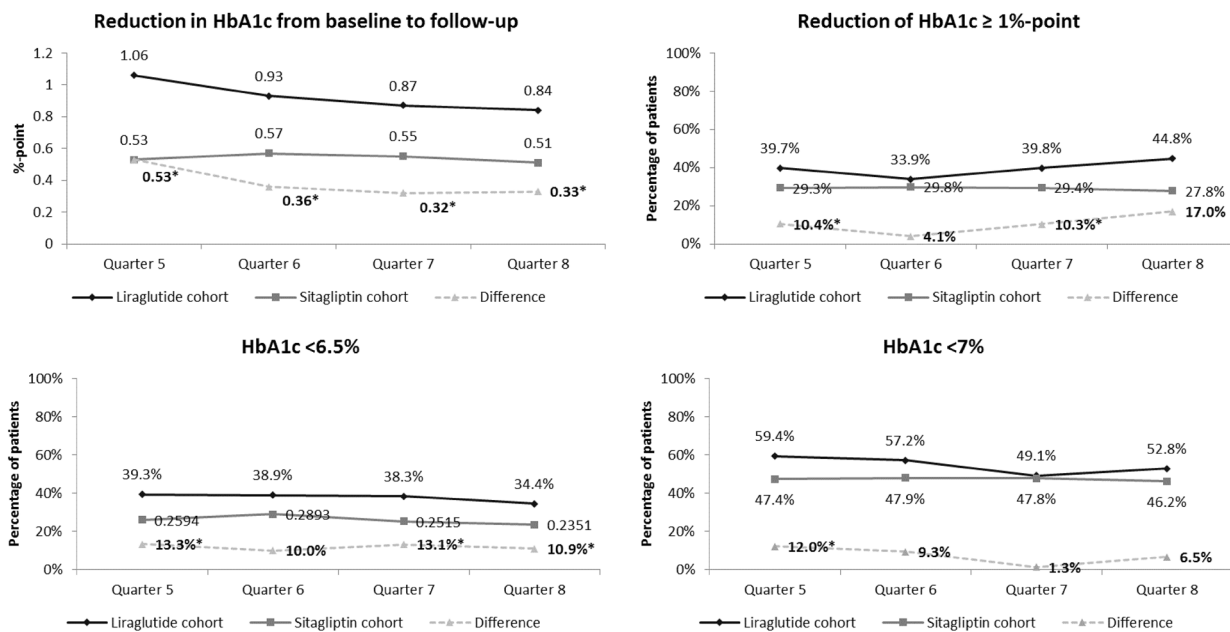 Reduction in HbA1c from baseline to follow-up
%-point
1.2
1
0.8
0.6
0.4
0.2
0
1.06
0.93
0.87
0.84
0.53
0.57
0.55
0.51
0.53*
0.36*
0.32*
0.33*
Quarter 5
Quarter 6
Quarter 7
Quarter 8
Liraglutide cohort
Sitagliptin cohort
Difference
Reduction of HbA1c ≥ 1%-point
Percentage of patients
100%
80%
60%
40%
20%
0%
39.7%
33.9%
39.8%
44.8%
29.3%
29.8%
29.4%
27.8%
10.4%*
4.1%
10.3%*
17.0%
Quarter 5
Quarter 6
Quarter 7
Quarter 8
Liraglutide cohort
Sitagliptin cohort
Difference
HbA1c <6.5%
Percentage of patients
100%
80%
60%
40%
20%
0%
39.3%
38.9%
38.3%
34.4%
0.2594
0.2893
0.2515
0.2351
13.3%*
10.0%
13.1%*
10.9%*
Quarter 5
Quarter 6
Quarter 7
Quarter 8
Liraglutide cohort
Sitagliptin cohort
Difference
HbA1c <7%
Percentage of patients
100%
80%
60%
40%
20%
0%
59.4%
57.2%
49.1%
52.8%
47.4%
47.9%
47.8%
46.2%
12.0%*
9.3%
1.3%
6.5%
Quarter 5
Quarter 6
Quarter 7
Quarter 8
Liraglutide cohort
Sitagliptin cohort
Difference